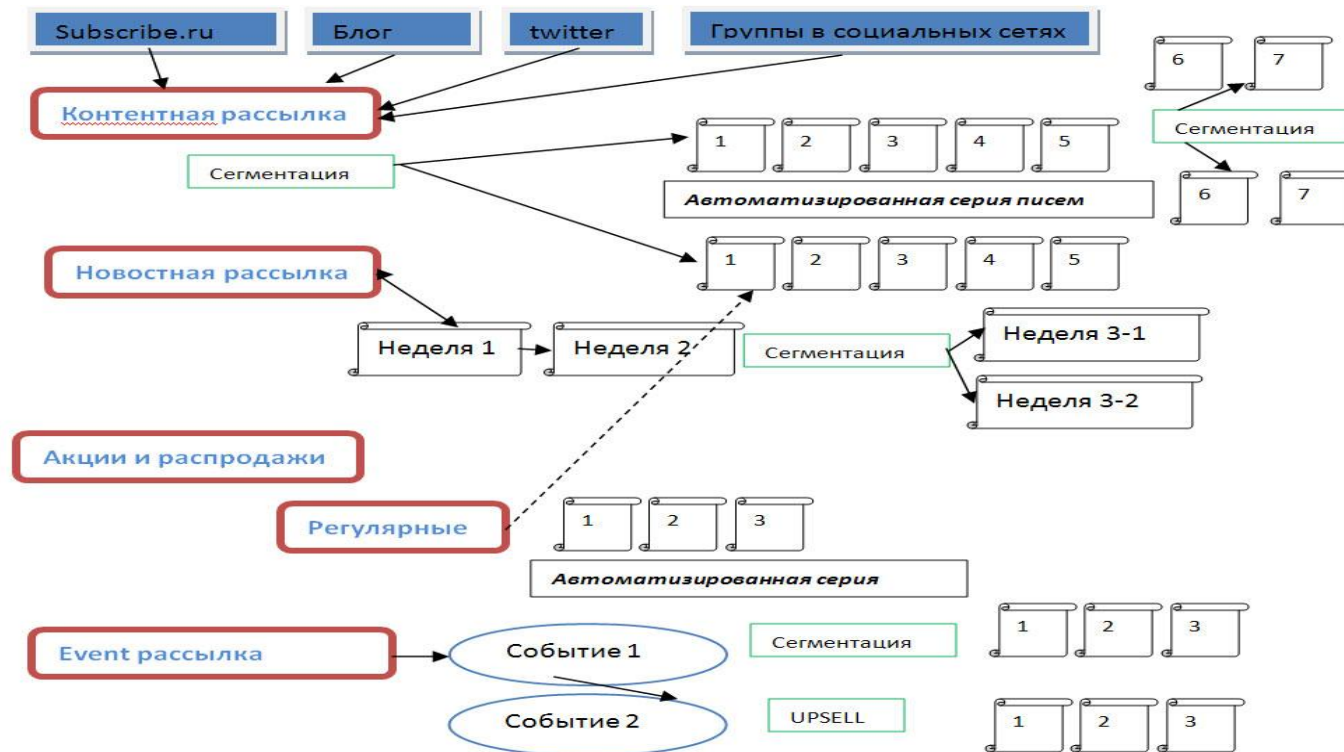 Subscribe.ru
Блог
twitter
Группы в социальных сетях
6
7
Контентная рассылка
Сегментация
1
2
3
4
5
Сегментация
Автоматизированная серия писем
6
7
Новостная рассылка
1
2
3
4
5
Неделя 1
Неделя 2
Сегментация
Неделя 3-1
Неделя 3-2
Акции и распродажи
Регулярные
1
2
3
Автоматизированная серия
Event рассылка
Событие 1
Сегментация
1
2
3
Событие 2
UPSELL
1
2
3